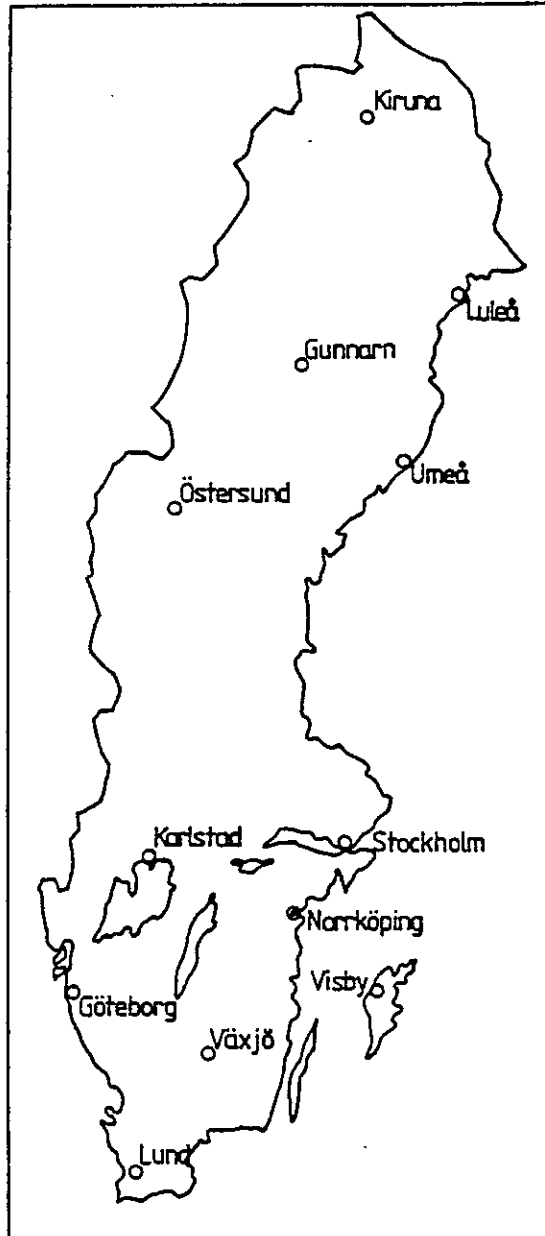 Kiruna
Luleå
Gunnarn
Umeå
Östersund
Karlstad
Stockholm
Norrköping
Visby
Göteborg
Växjö
Lund